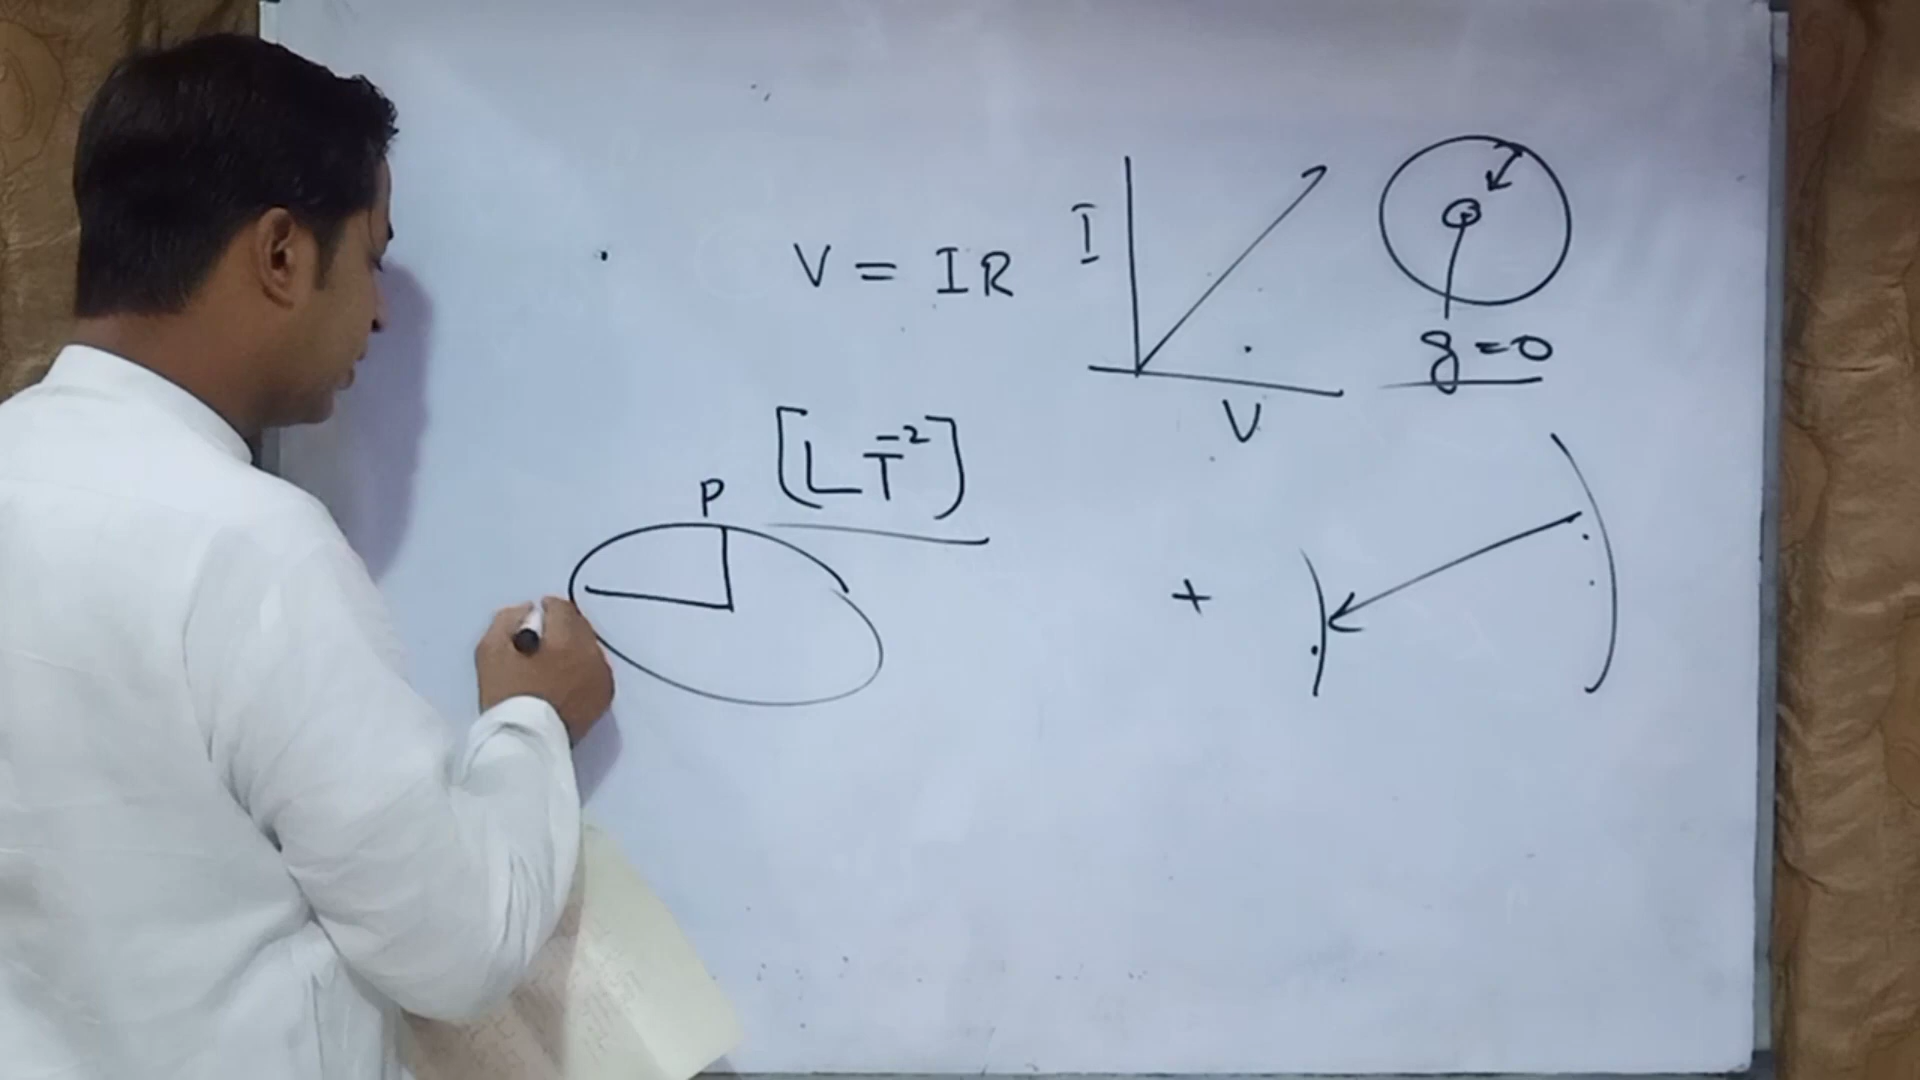 V = IR
I
V
g = 0
[LT⁻²]
P
+